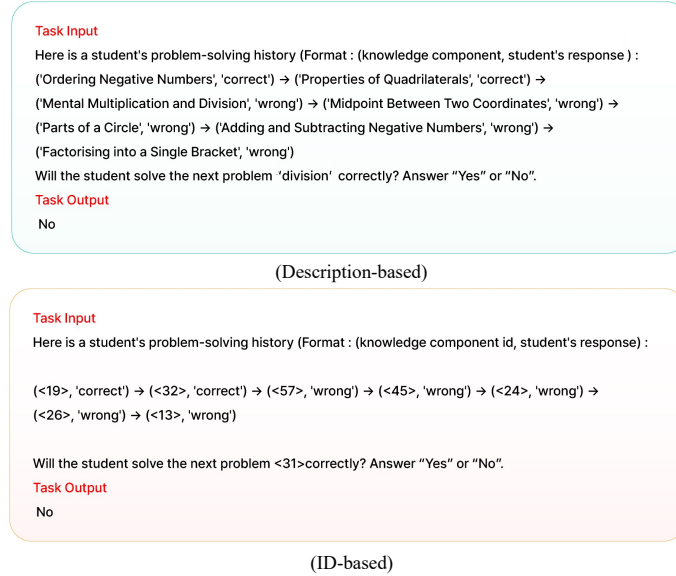 Task Input
Here is a student's problem-solving history (Format : (knowledge component, student's response ) :
('Ordering Negative Numbers', 'correct') → ('Properties of Quadrilaterals', 'correct') →
('Mental Multiplication and Division', 'wrong') → ('Midpoint Between Two Coordinates', 'wrong') →
('Parts of a Circle', 'wrong') → ('Adding and Subtracting Negative Numbers', 'wrong') →
('Factorising into a Single Bracket', 'wrong')
Will the student solve the next problem 'division' correctly? Answer “Yes” or “No”.
Task Output
No
(Description-based)
Task Input
Here is a student's problem-solving history (Format : (knowledge component id, student's response) :
(<19>, 'correct') → (<32>, 'correct') → (<57>, 'wrong') → (<45>, 'wrong') → (<24>, 'wrong') →
(<26>, 'wrong') → (<13>, 'wrong')
Will the student solve the next problem <31>correctly? Answer “Yes” or “No”.
Task Output
No
(ID-based)